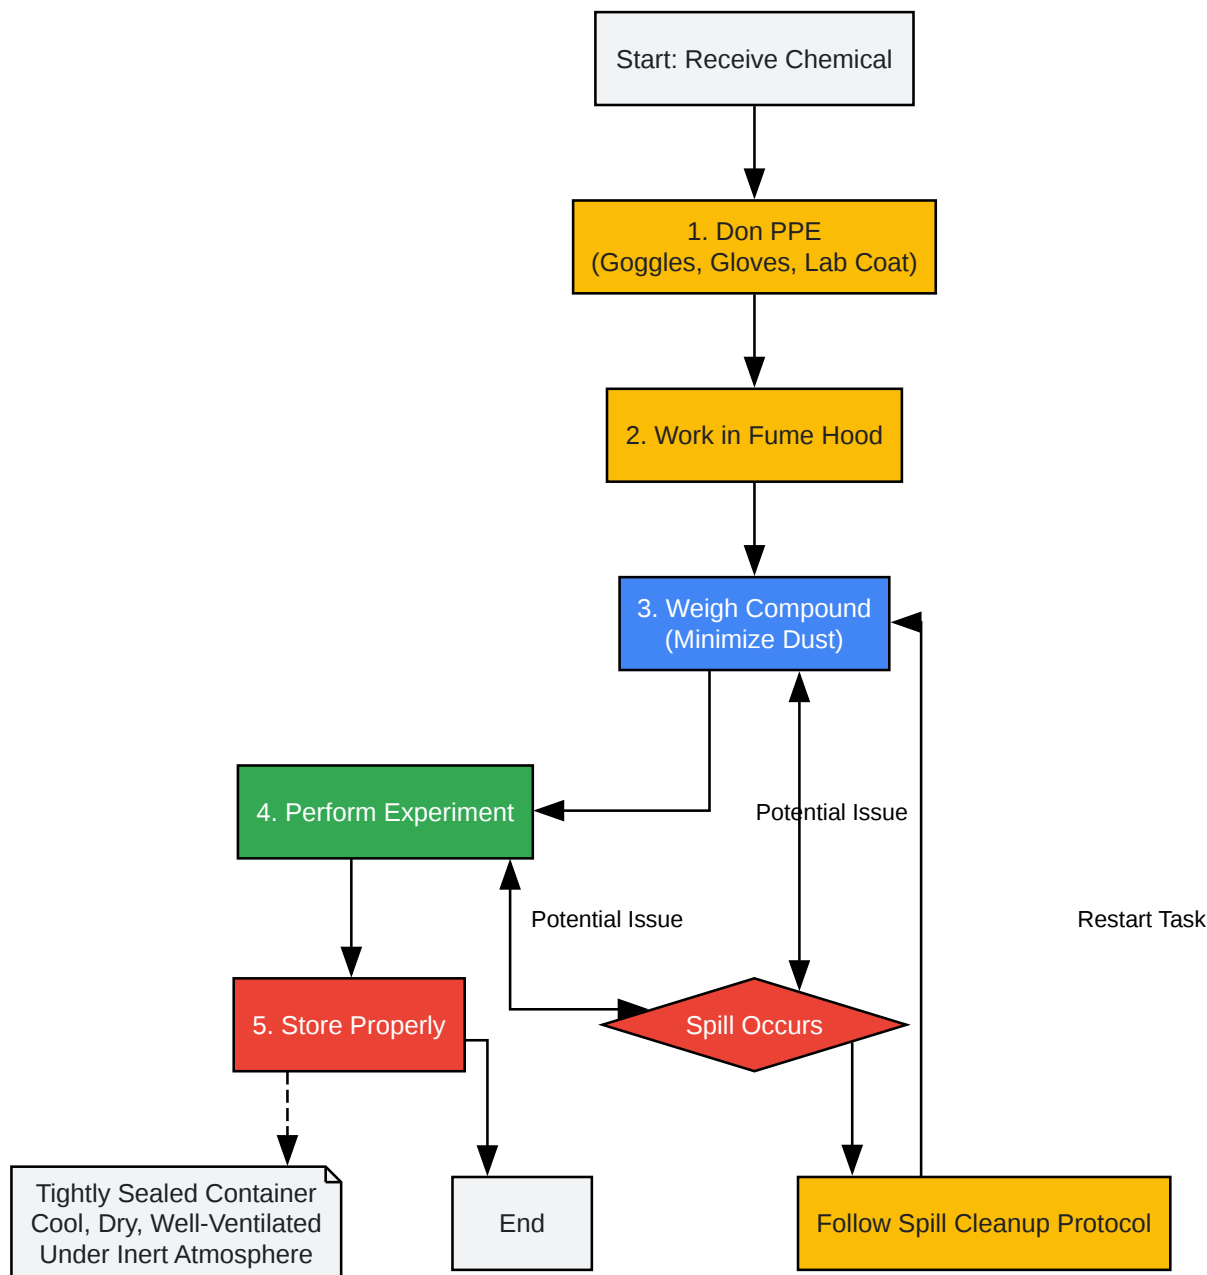 Start: Receive Chemical
1. Don PPE
(Goggles, Gloves, Lab Coat)
2. Work in Fume Hood
3. Weigh Compound
(Minimize Dust)
4. Perform Experiment
Potential Issue
Potential Issue
Restart Task
5. Store Properly
Spill Occurs
Tightly Sealed Container
Cool, Dry, Well-Ventilated
Under Inert Atmosphere
End
Follow Spill Cleanup Protocol